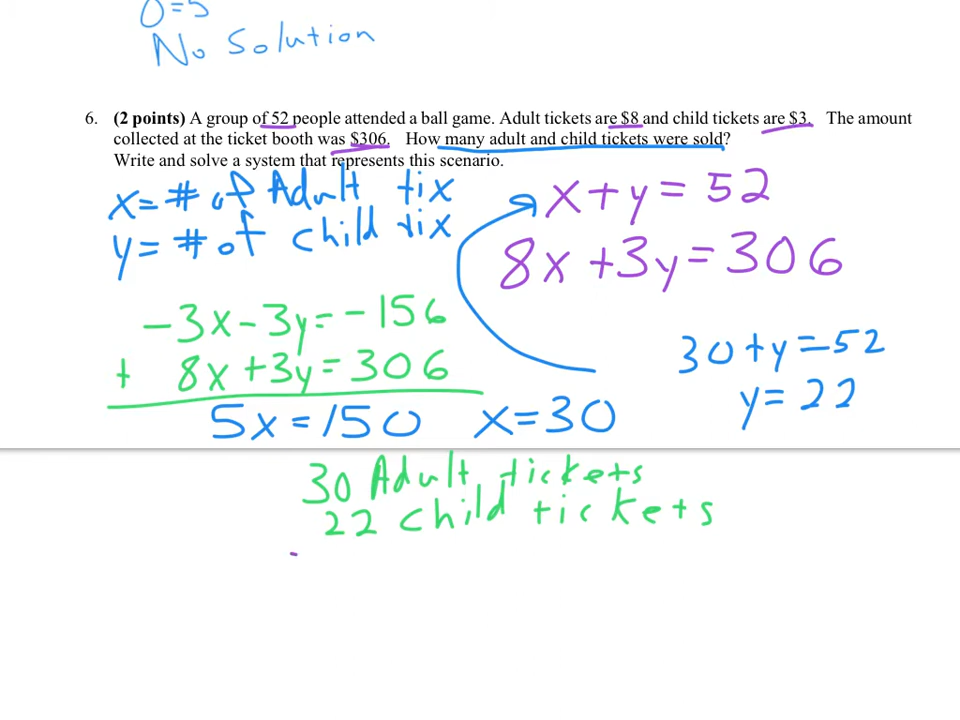 0=5
No Solution
6. (2 points) A group of 52 people attended a ball game. Adult tickets are $8 and child tickets are $3. The amount
collected at the ticket booth was $306. How many adult and child tickets were sold?
Write and solve a system that represents this scenario.
x = # of Adult tix
y = # of child tix
x + y = 52
8x + 3y = 306
-3x - 3y = -156
+ 8x + 3y = 306
5x = 150 x = 30
30 + y = 52
y = 22
30 Adult tickets
22 child tickets